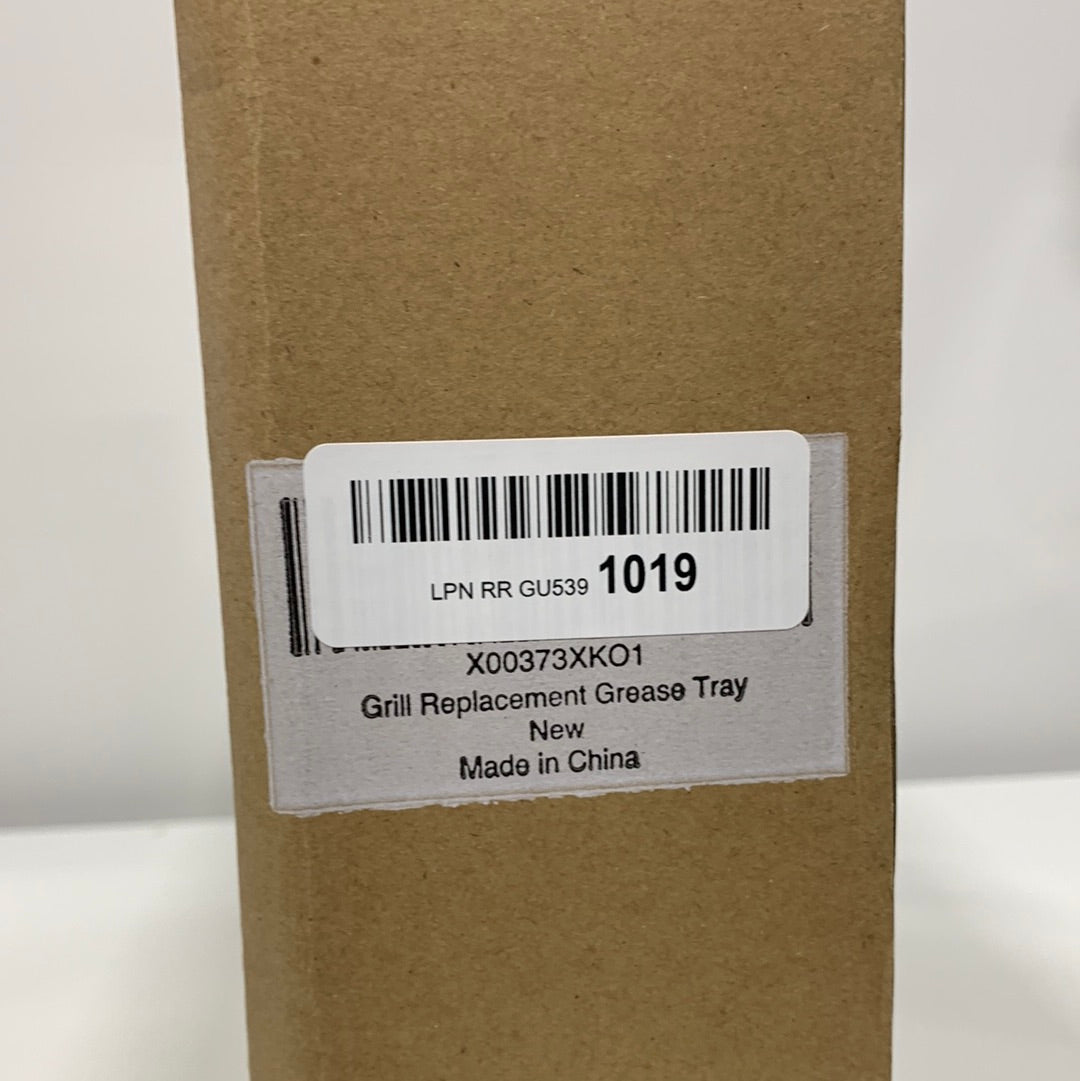 LPN RR GU539 1019
X00373XKO1
Grill Replacement Grease Tray
New
Made in China